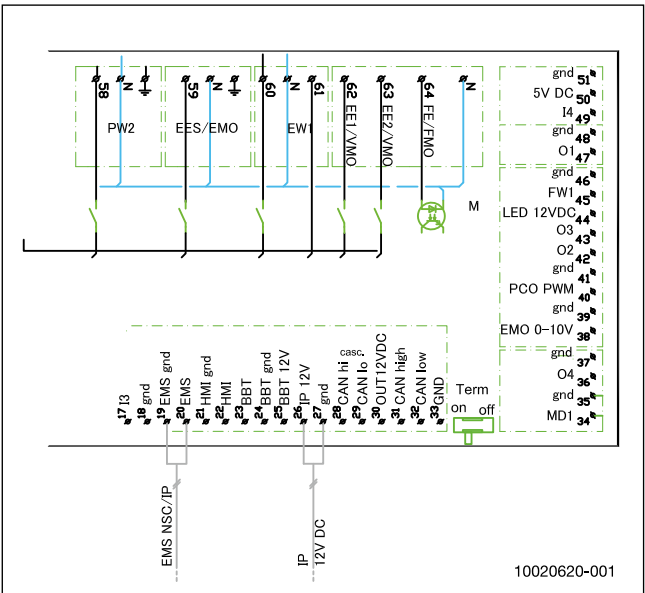 58
N
59
N
60
N
61
62
63
64
N
PW2
EES/EMO
EW1
EE1/VMO
EE2/VMO
FE/FMO
M
gnd 51
5V DC 50
I4 49
gnd 48
O1 47
gnd 46
FW1 45
LED 12VDC 44
O3 43
O2 42
gnd 41
PCO PWM 40
gnd 39
EMO 0-10V 38
gnd 37
O4 36
gnd 35
MD1 34
17 I3
18 gnd
19 EMS gnd
20 EMS
21 HMI gnd
22 HMI
23 BBT
24 BBT gnd
25 BBT 12V
26 IP 12V
27 gnd
casc.
28 CAN hi
29 CAN lo
30 OUT12VDC
31 CAN high
32 CAN low
33 GND
Term
on off
EMS NSC/IP
IP
12V DC
10020620-001